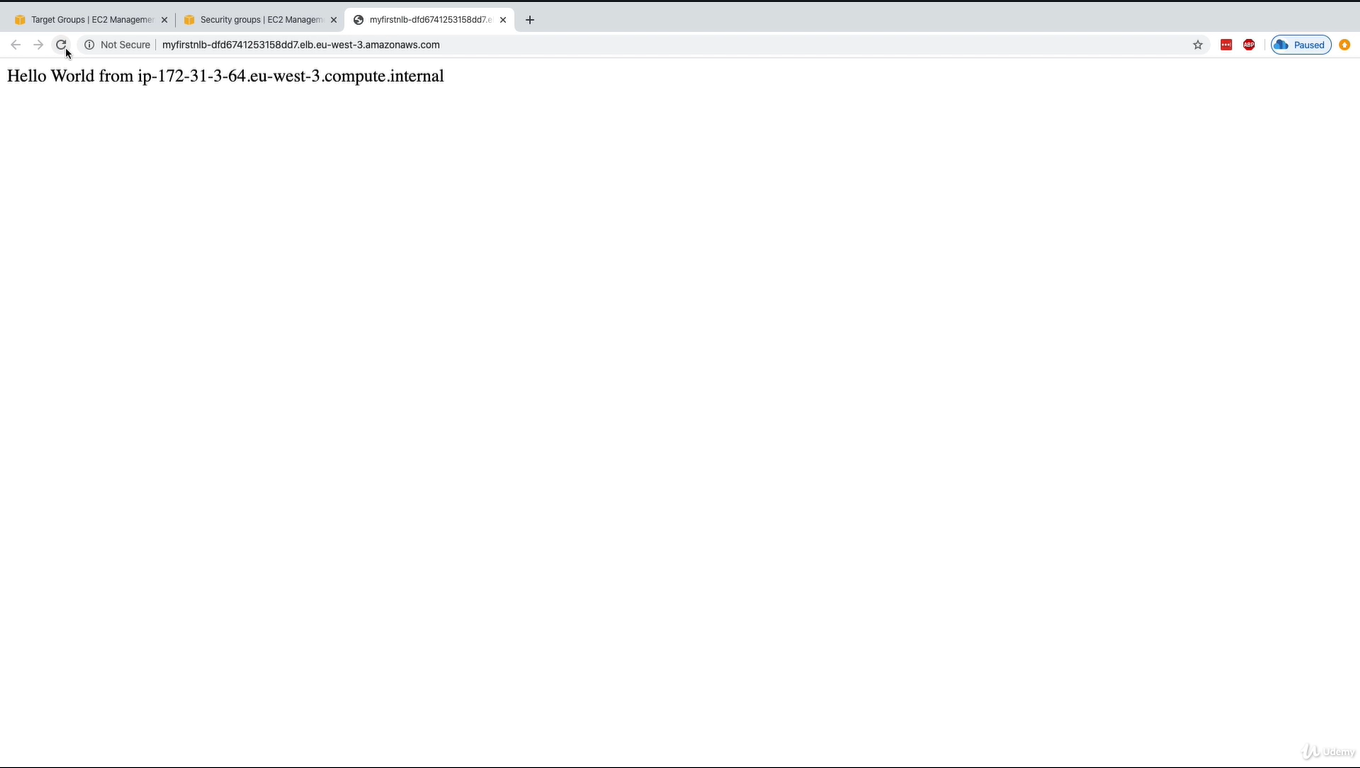 Target Groups | EC2 Manageme
Security groups | EC2 Managem
myfirstnlb-dfd6741253158dd7.e
Not Secure
myfirstnlb-dfd6741253158dd7.elb.eu-west-3.amazonaws.com
ABP
Paused
Hello World from ip-172-31-3-64.eu-west-3.compute.internal
Udemy